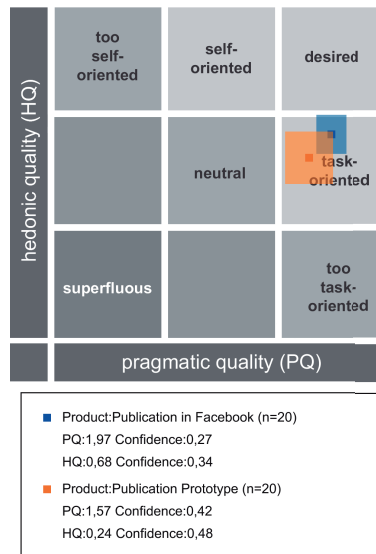 too
self-
oriented
self-
oriented
desired
hedonic quality (HQ)
neutral
task-
oriented
superfluous
too
task-
oriented
pragmatic quality (PQ)
Product:Publication in Facebook (n=20)
PQ:1,97 Confidence:0,27
HQ:0,68 Confidence:0,34
Product:Publication Prototype (n=20)
PQ:1,57 Confidence:0,42
HQ:0,24 Confidence:0,48